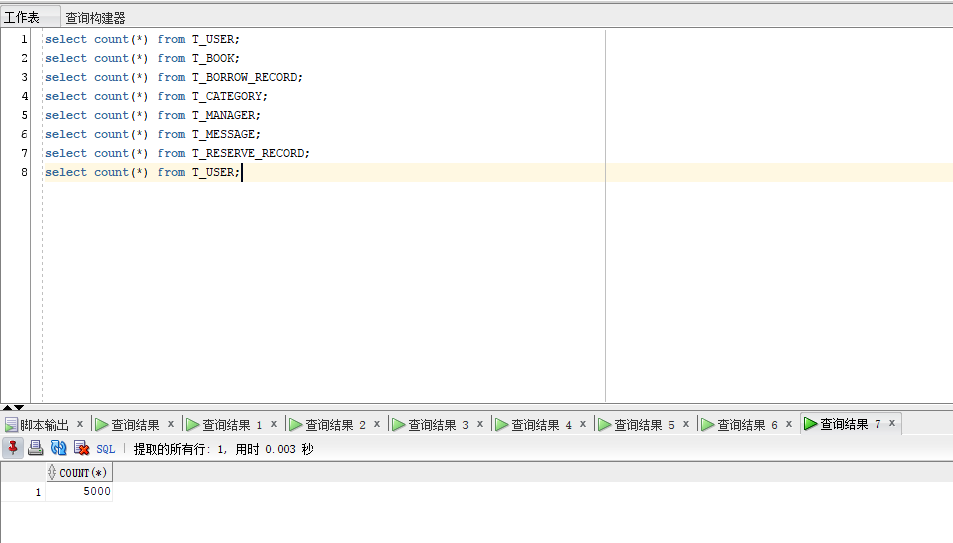 工作表 查询构建器
1 select count(*) from T_USER;
2 select count(*) from T_BOOK;
3 select count(*) from T_BORROW_RECORD;
4 select count(*) from T_CATEGORY;
5 select count(*) from T_MANAGER;
6 select count(*) from T_MESSAGE;
7 select count(*) from T_RESERVE_RECORD;
8 select count(*) from T_USER;
脚本输出 x 查询结果 x 查询结果 1 x 查询结果 2 x 查询结果 3 x 查询结果 4 x 查询结果 5 x 查询结果 6 x 查询结果 7 x
SQL | 提取的所有行: 1, 用时 0.003 秒
COUNT(*)
1 5000